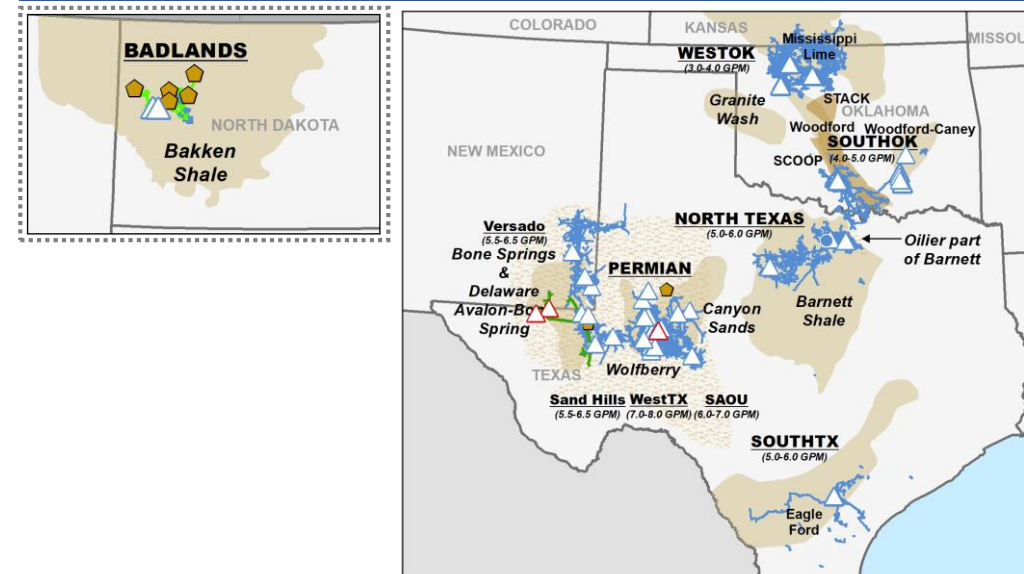 BADLANDS
NORTH DAKOTA
Bakken
Shale
COLORADO
KANSAS
MISSOU
WESTOK
(3.0-4.0 GPM)
Mississippi
Lime
Granite
Wash
STACK
OKLAHOMA
Woodford
Woodford-Caney
SOUTHOK
(4.0-5.0 GPM)
SCOOP
NEW MEXICO
Versado
(5.5-6.5 GPM)
Bone Springs
&
Delaware
Avalon-Bone
Spring
PERMIAN
NORTH TEXAS
(5.0-6.0 GPM)
Oilier part
of Barnett
Canyon
Sands
Barnett
Shale
Wolfberry
TEXAS
Sand Hills WestTX SAOU
(5.5-6.5 GPM) (7.0-8.0 GPM) (6.0-7.0 GPM)
SOUTHTX
(5.0-6.0 GPM)
Eagle
Ford